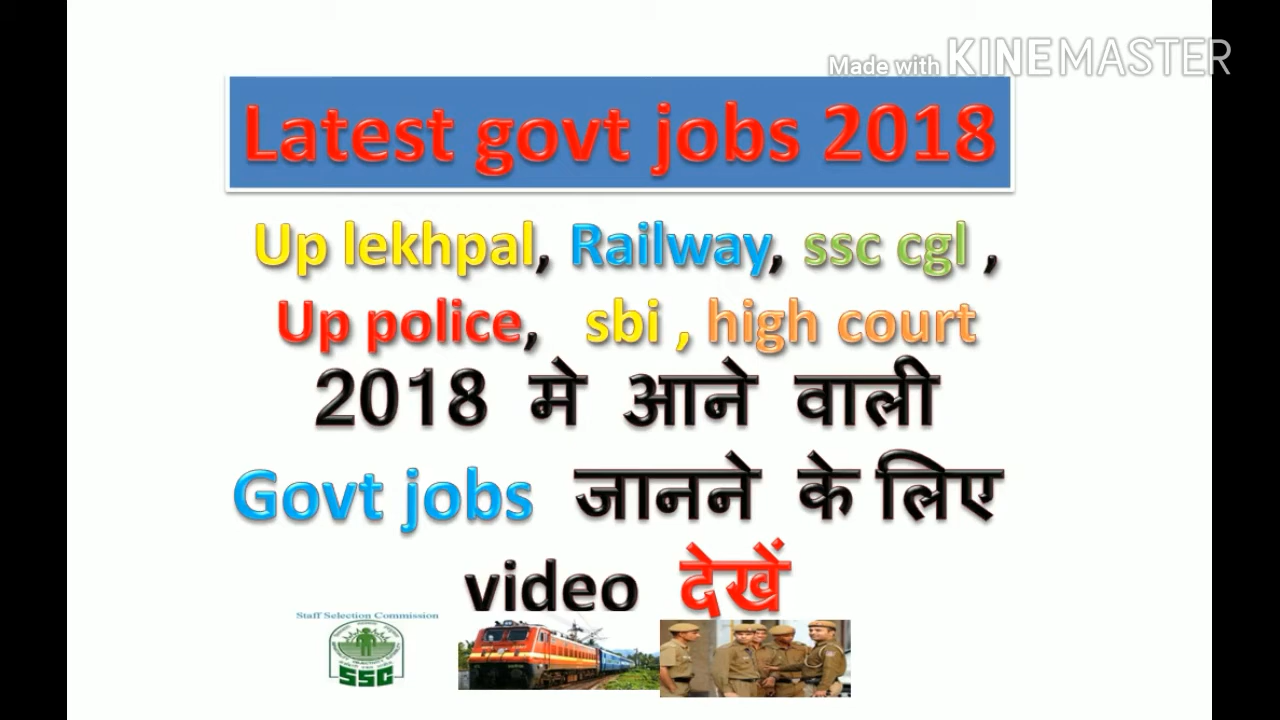 Made with KINEMASTER
Latest govt jobs 2018
Up lekhpal, Railway, ssc cgl ,
Up police, sbi , high court
2018 मे आने वाली
Govt jobs जानने के लिए
video देखें
Staff Selection Commission
SSC